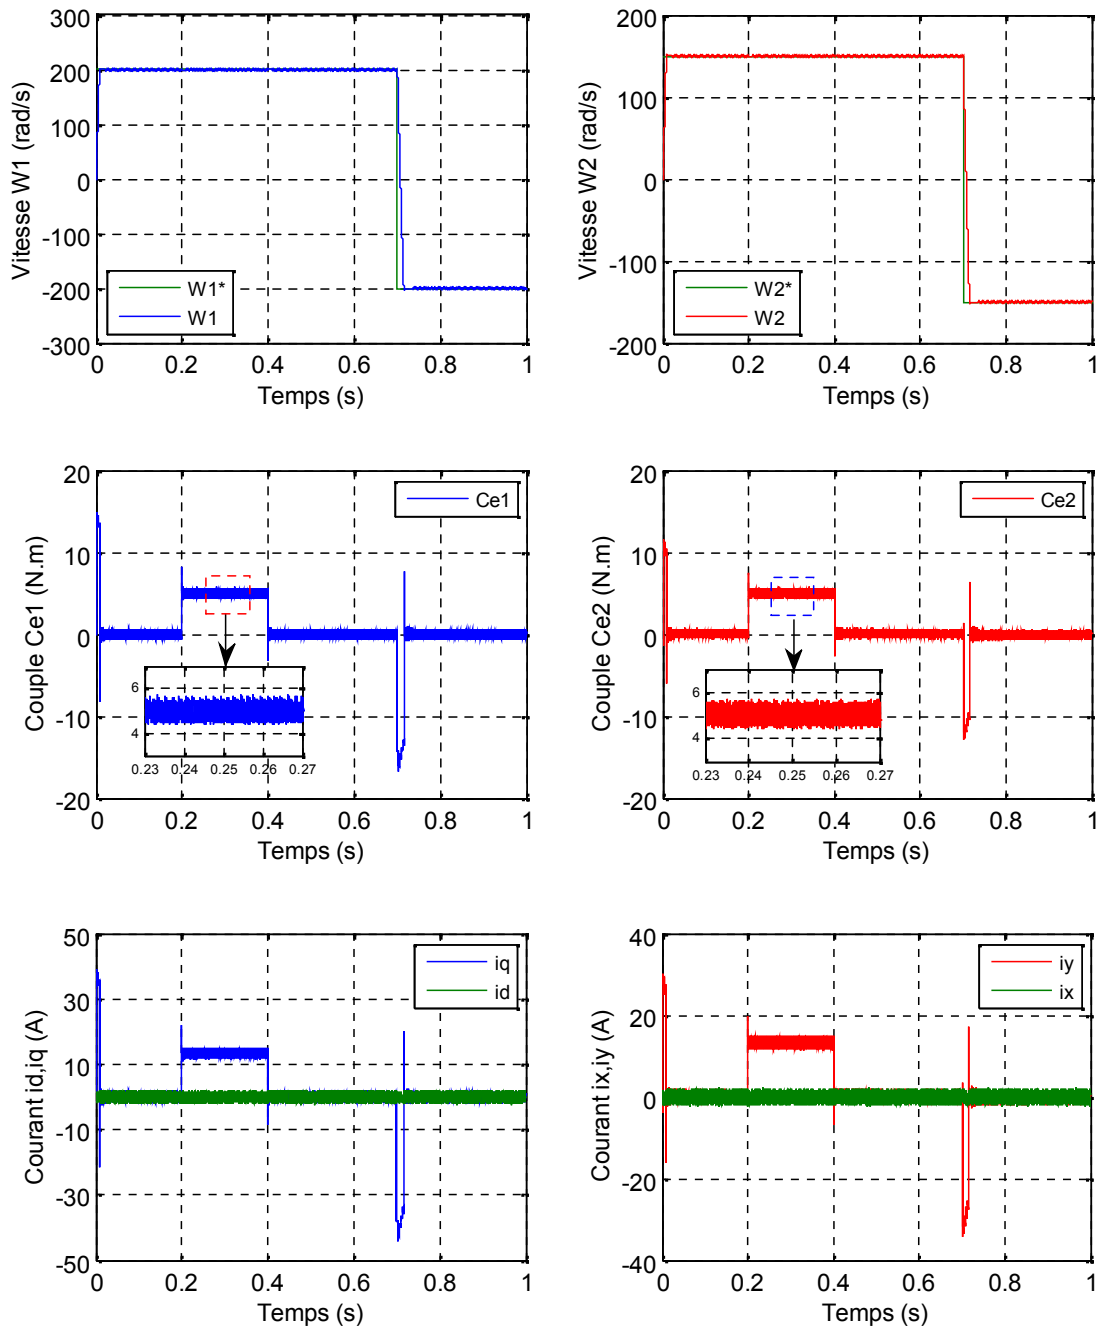 300
200
100
0
-100
-200
-300
Vitesse W1 (rad/s)
W1*
W1
0 0.2 0.4 0.6 0.8 1
Temps (s)
200
100
0
-100
-200
Vitesse W2 (rad/s)
W2*
W2
0 0.2 0.4 0.6 0.8 1
Temps (s)
20
10
0
-10
-20
Couple Ce1 (N.m)
Ce1
6
4
0.23 0.24 0.25 0.26 0.27
0 0.2 0.4 0.6 0.8 1
Temps (s)
20
10
0
-10
-20
Couple Ce2 (N.m)
Ce2
6
4
0.23 0.24 0.25 0.26 0.27
0 0.2 0.4 0.6 0.8 1
Temps (s)
50
30
10
-10
-30
-50
Courant id,iq (A)
iq
id
0 0.2 0.4 0.6 0.8 1
Temps (s)
40
20
0
-20
-40
Courant ix,iy (A)
iy
ix
0 0.2 0.4 0.6 0.8 1
Temps (s)